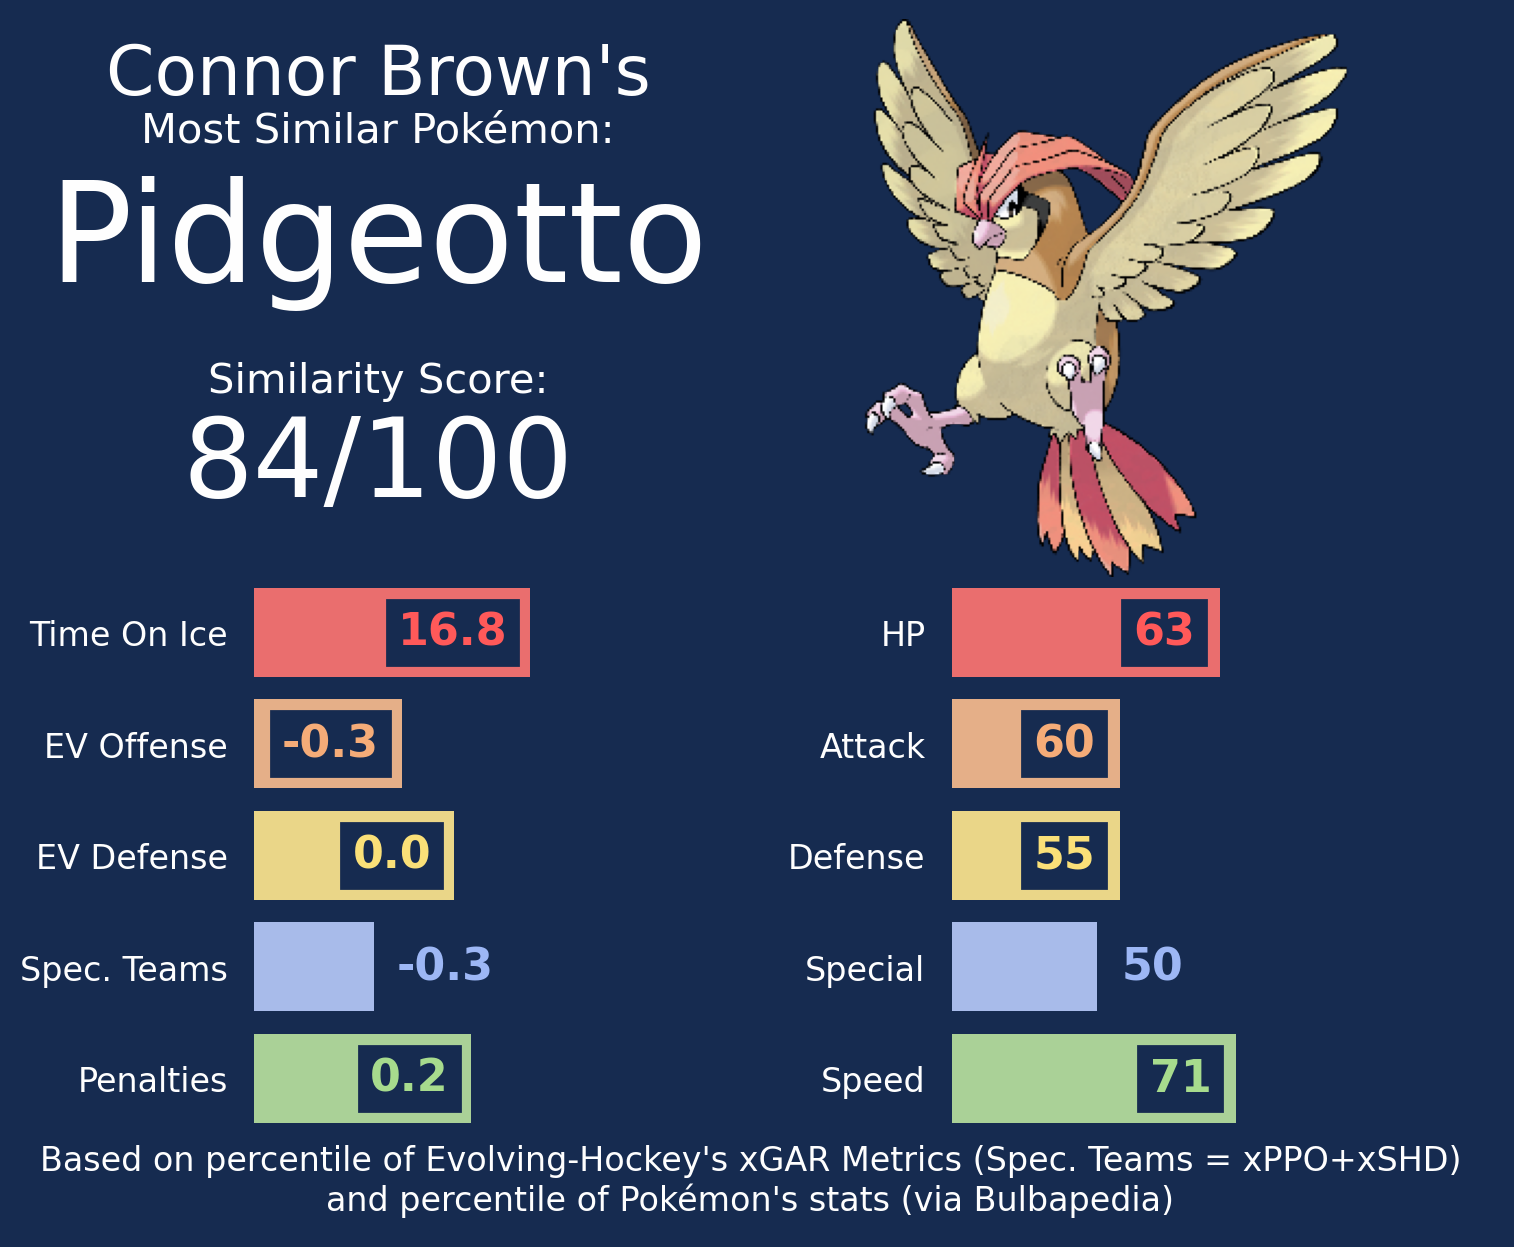 Connor Brown's
Most Similar Pokémon:
Pidgeotto
Similarity Score:
84/100
Time On Ice 16.8
EV Offense -0.3
EV Defense 0.0
Spec. Teams -0.3
Penalties 0.2
HP 63
Attack 60
Defense 55
Special 50
Speed 71
Based on percentile of Evolving-Hockey's xGAR Metrics (Spec. Teams = xPPO+xSHD)
and percentile of Pokémon's stats (via Bulbapedia)